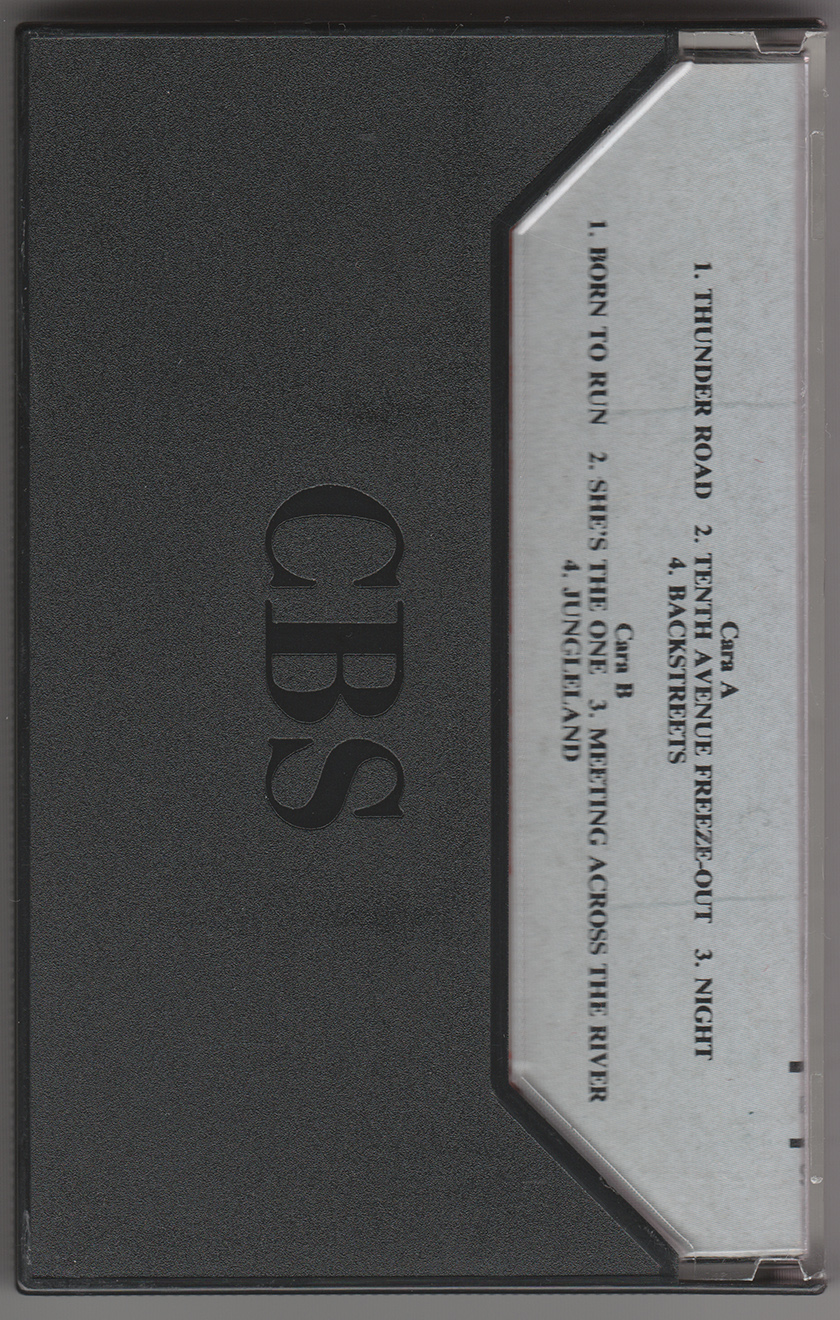 Cara A
1. THUNDER ROAD 2. TENTH AVENUE FREEZE-OUT 3. NIGHT
4. BACKSTREETS
Cara B
1. BORN TO RUN 2. SHE'S THE ONE 3. MEETING ACROSS THE RIVER
4. JUNGLELAND
CBS